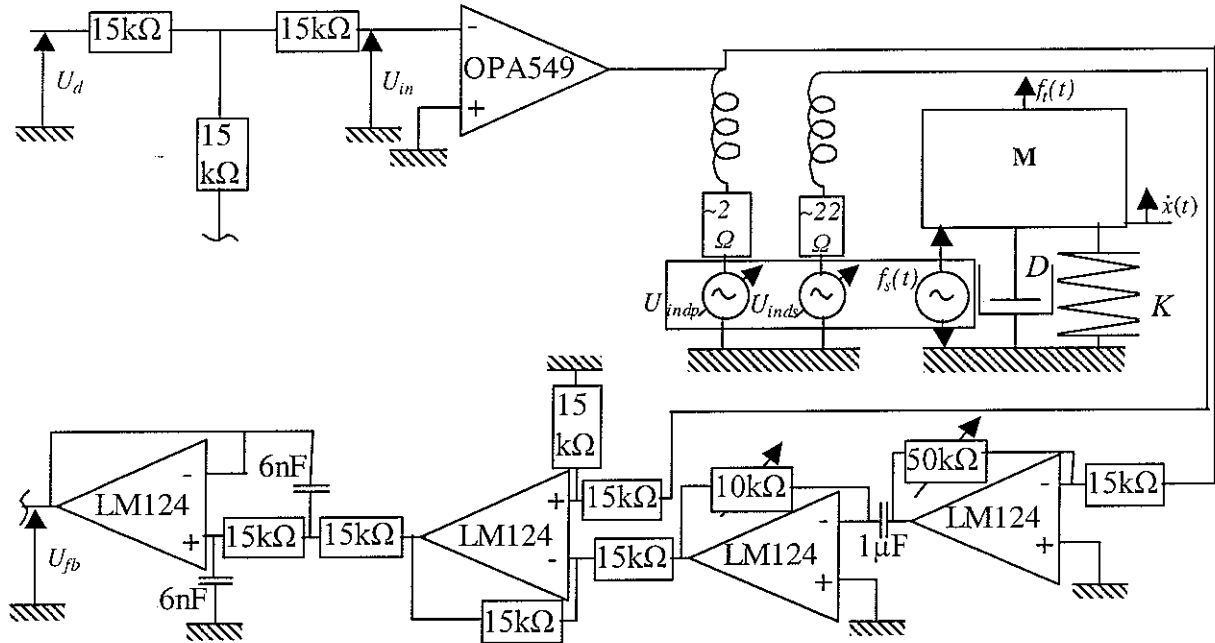 15kΩ
15kΩ
U_d
U_in
-
OPA549
+
15
kΩ
~2
Ω
~22
Ω
f_t(t)
M
ẋ(t)
f_s(t)
U_indp
U_inds
D
K
15
kΩ
6nF
-
LM124
+
15kΩ
15kΩ
U_fb
6nF
+
LM124
-
15kΩ
15kΩ
15kΩ
10kΩ
-
LM124
+
1µF
50kΩ
-
LM124
+
15kΩ